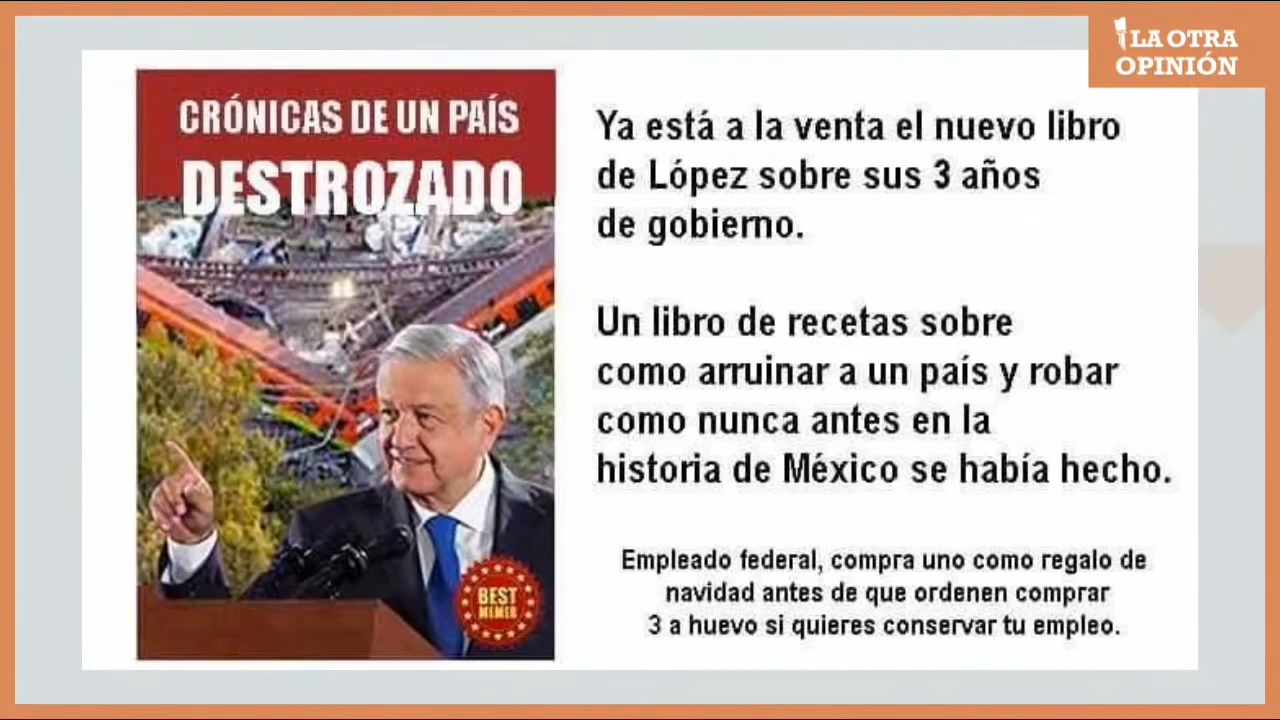 LA OTRA
OPINIÓN
CRÓNICAS DE UN PAÍS
DESTROZADO
BEST
MEMES
Ya está a la venta el nuevo libro
de López sobre sus 3 años
de gobierno.
Un libro de recetas sobre
como arruinar a un país y robar
como nunca antes en la
historia de México se había hecho.
Empleado federal, compra uno como regalo de
navidad antes de que ordenen comprar
3 a huevo si quieres conservar tu empleo.